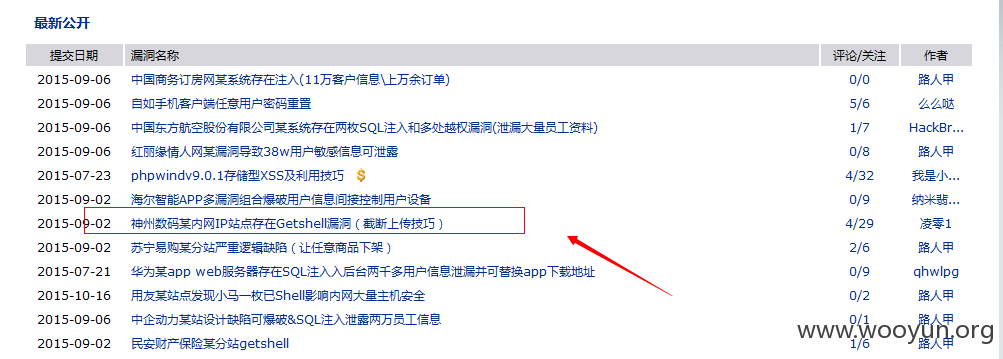 最新公开
提交日期 漏洞名称 评论/关注 作者
2015-09-06 中国商务订房网某系统存在注入(11万客户信息\上万余订单) 0/0 路人甲
2015-09-06 自如手机客户端任意用户密码重置 5/6 么么哒
2015-09-06 中国东方航空股份有限公司某系统存在两枚SQL注入和多处越权漏洞(泄漏大量员工资料) 1/7 HackBr...
2015-09-06 红丽缘情人网某漏洞导致38w用户敏感信息可泄露 0/8 路人甲
2015-07-23 phpwindv9.0.1存储型XSS及利用技巧 $ 4/32 我是小...
2015-09-02 海尔智能APP多漏洞组合爆破用户信息间接控制用户设备 0/9 纳米翡...
2015-09-02 神州数码某内网IP站点存在Getshell漏洞（截断上传技巧） 4/29 凌零1
2015-09-02 苏宁易购某分站严重逻辑缺陷（让任意商品下架） 2/6 路人甲
2015-07-21 华为某app web服务器存在SQL注入入后台两千多用户信息泄漏并可替换app下载地址 0/9 qhwlpg
2015-10-16 用友某站点发现小马一枚已Shell影响内网大量主机安全 0/2 路人甲
2015-09-06 中企动力某站设计缺陷可爆破&SQL注入泄露两万员工信息 0/1 路人甲
2015-09-02 民安财产保险某分站getshell 1/6 路人甲
www.wooyun.org